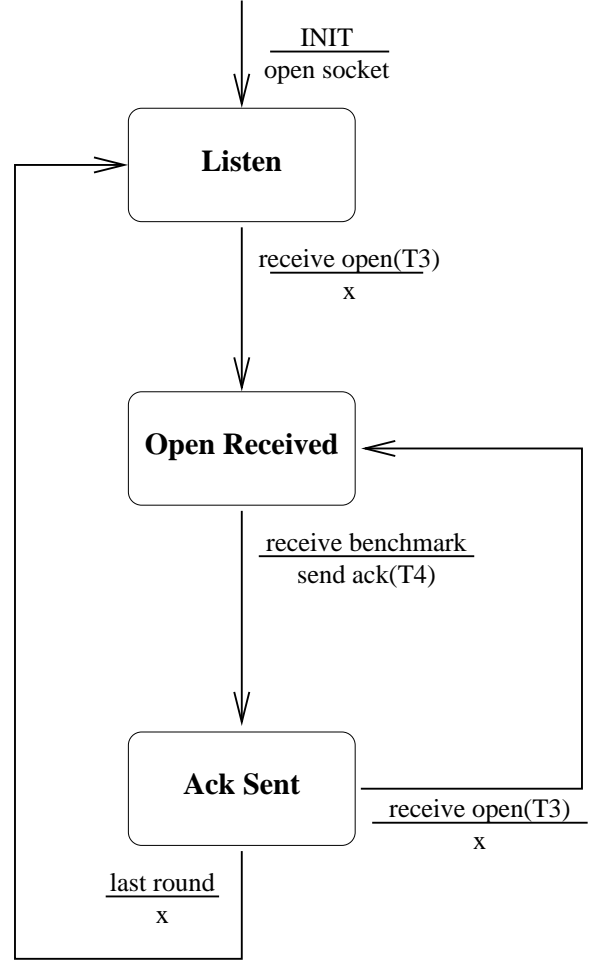 INIT
open socket
Listen
receive open(T3)
x
Open Received
receive benchmark
send ack(T4)
Ack Sent
receive open(T3)
x
last round
x